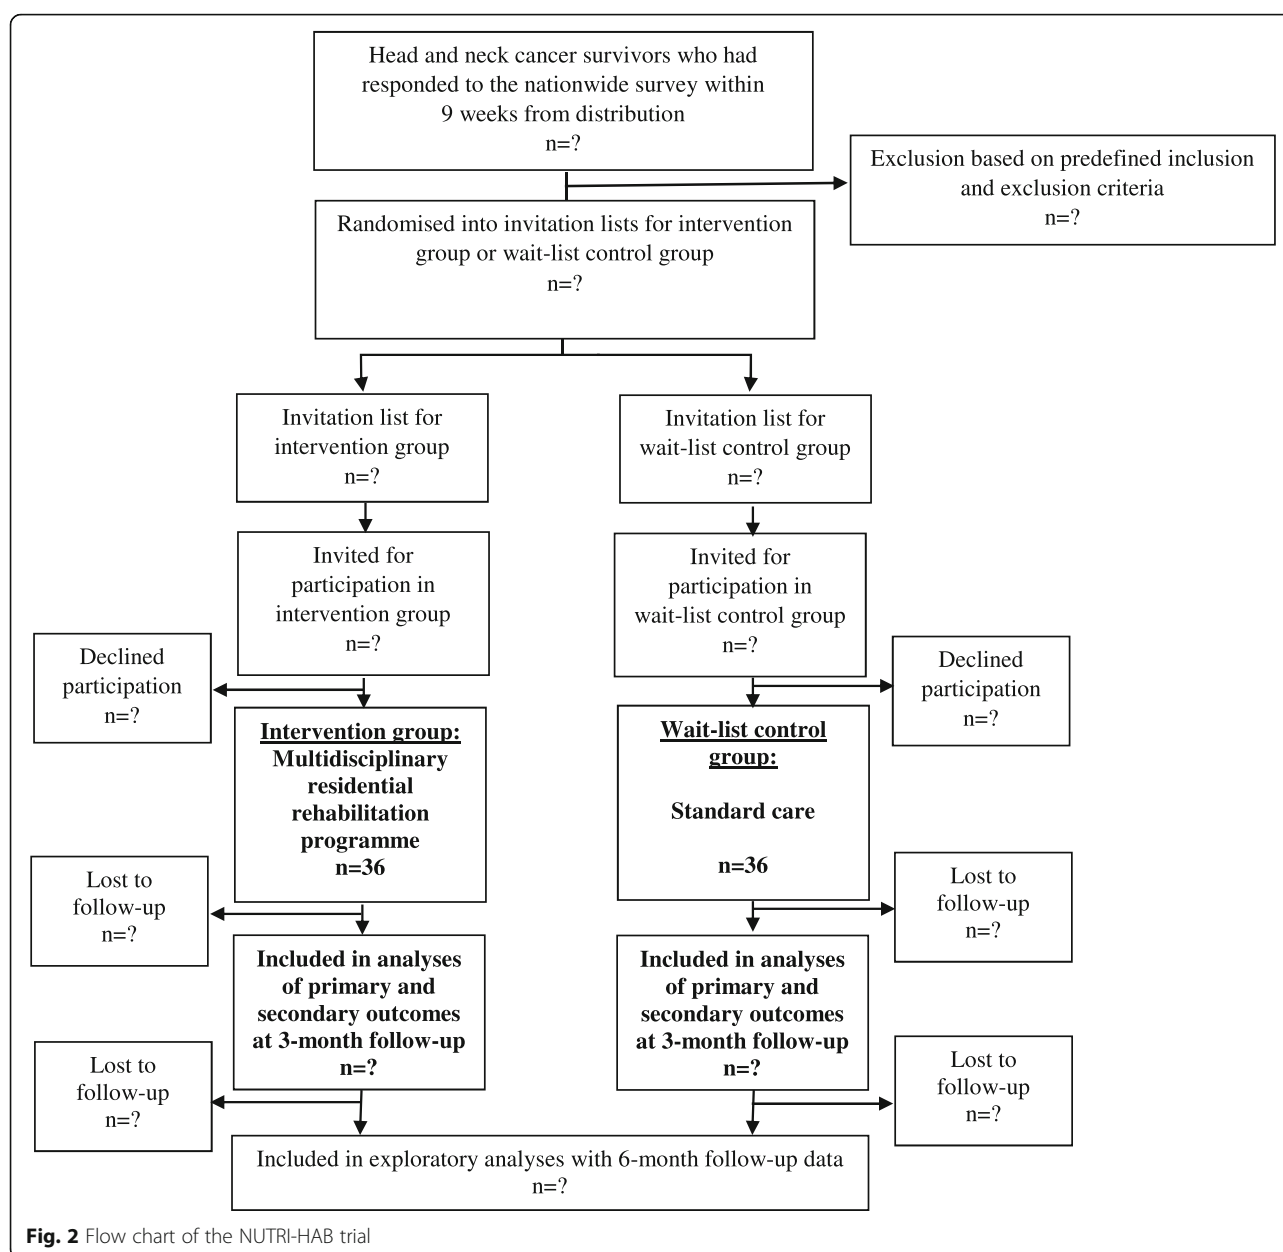 Head and neck cancer survivors who had
responded to the nationwide survey within
9 weeks from distribution
n=?
Exclusion based on predefined inclusion
and exclusion criteria
n=?
Randomised into invitation lists for intervention
group or wait-list control group
n=?
Invitation list for
intervention group
n=?
Invitation list for
wait-list control group
n=?
Invited for
participation in
intervention group
n=?
Invited for
participation in
wait-list control group
n=?
Declined
participation
n=?
Declined
participation
n=?
Intervention group:
Multidisciplinary
residential
rehabilitation
programme
n=36
Wait-list control
group:
Standard care
n=36
Lost to
follow-up
n=?
Lost to
follow-up
n=?
Included in analyses
of primary and
secondary outcomes
at 3-month follow-up
n=?
Included in analyses
of primary and
secondary outcomes
at 3-month follow-up
n=?
Lost to
follow-up
n=?
Lost to
follow-up
n=?
Included in exploratory analyses with 6-month follow-up data
n=?
Fig. 2 Flow chart of the NUTRI-HAB trial